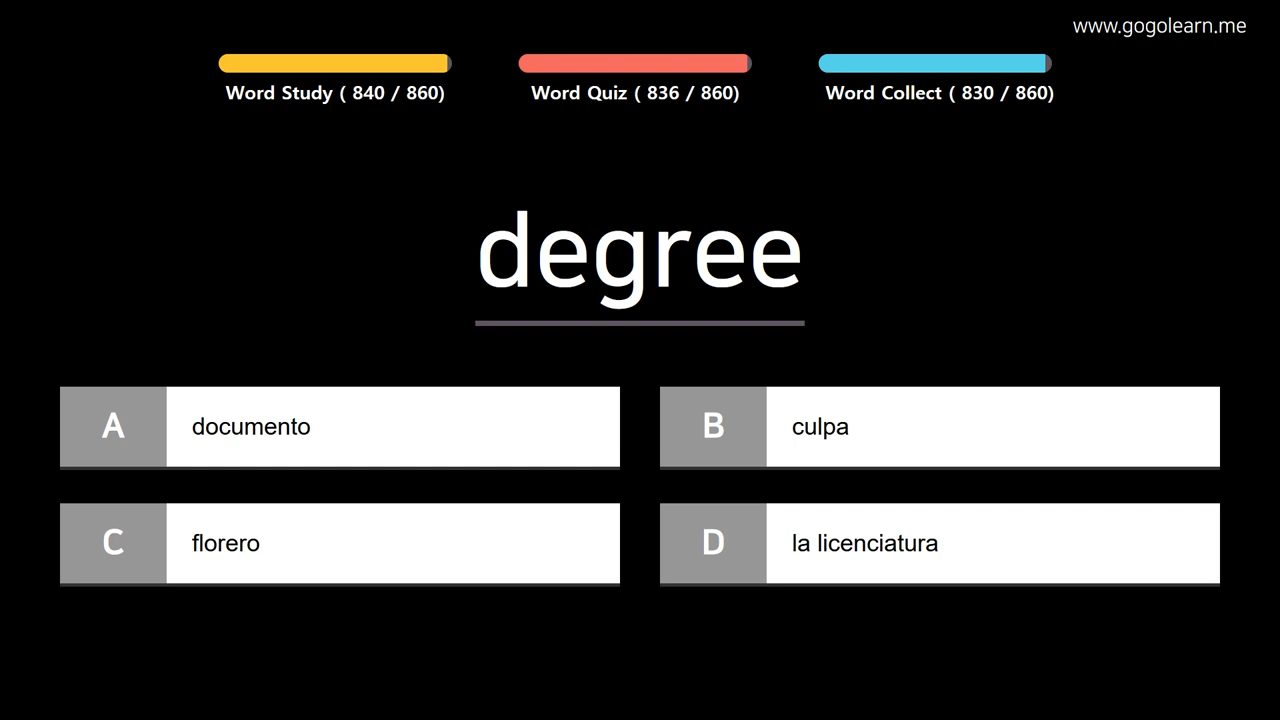 www.gogolearn.me
Word Study ( 840 / 860)
Word Quiz ( 836 / 860)
Word Collect ( 830 / 860)
degree
A
documento
B
culpa
C
florero
D
la licenciatura